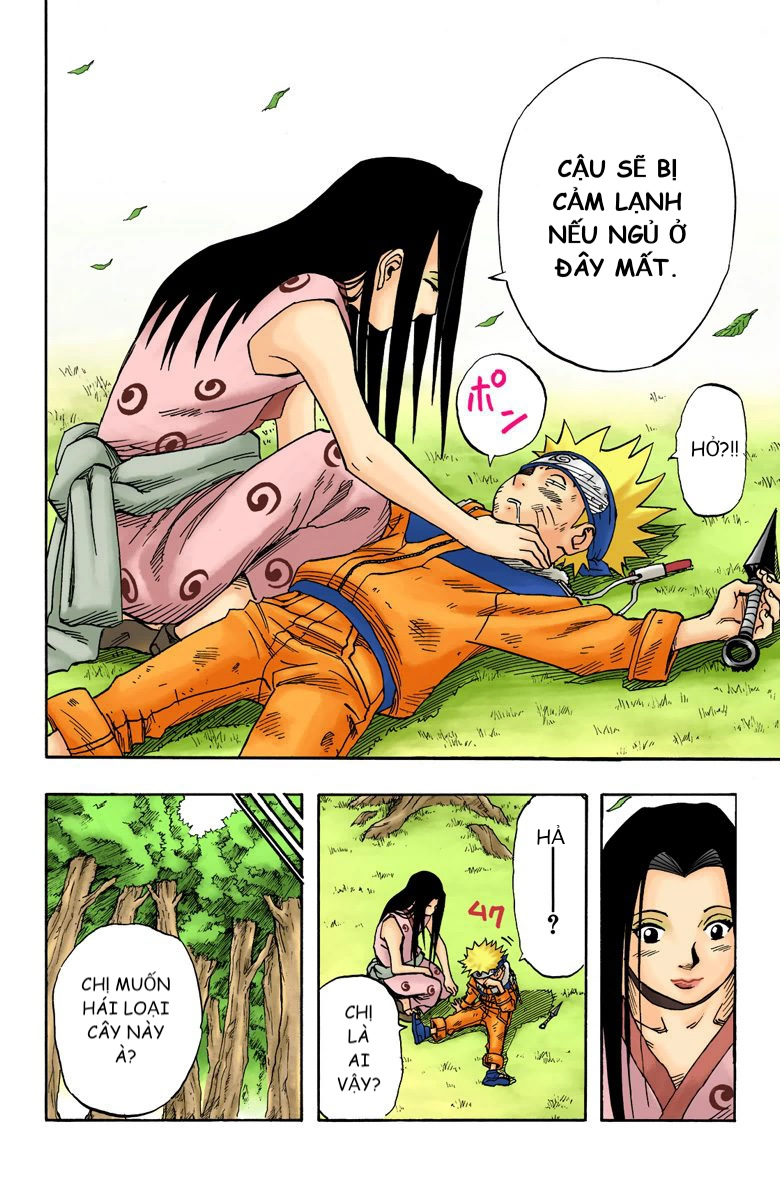 CẬU SẼ BỊ
CẢM LẠNH
NẾU NGỦ Ở
ĐÂY MẤT.
ポン
HỞ?!!
HẢ
?
CHỊ
LÀ
AI
VẬY?
CHỊ MUỐN
HÁI LOẠI
CÂY NÀY
À?